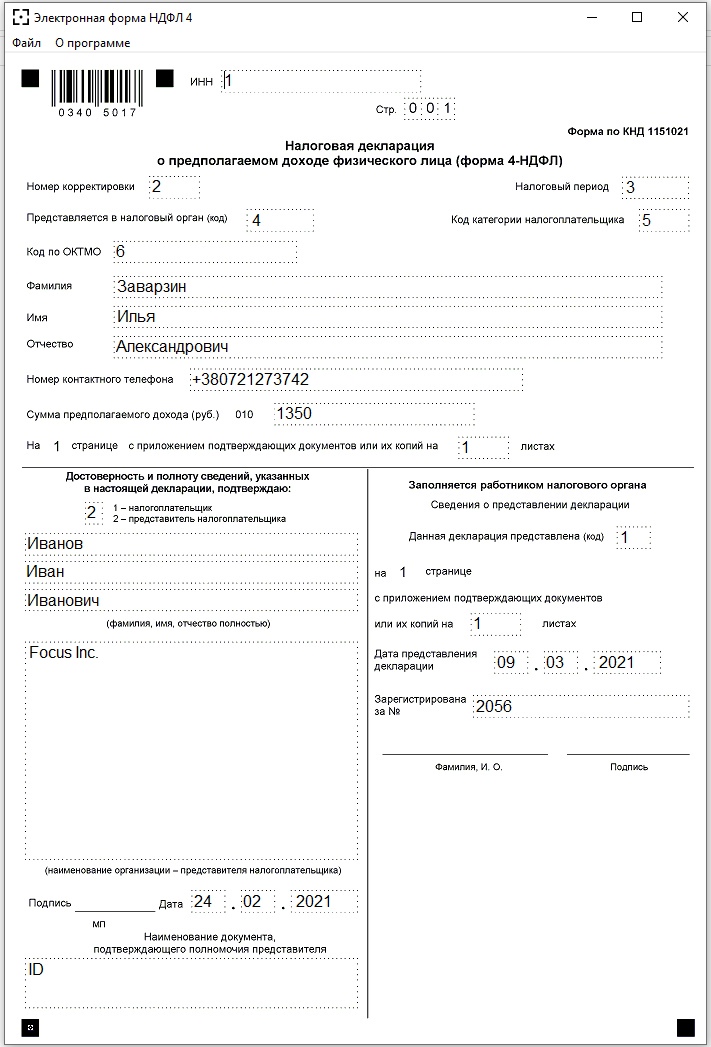 Электронная форма НДФЛ 4
Файл О программе
0340 5017
ИНН 1
Стр. 0 0 1
Форма по КНД 1151021
Налоговая декларация
о предполагаемом доходе физического лица (форма 4-НДФЛ)
Номер корректировки 2 Налоговый период 3
Представляется в налоговый орган (код) 4 Код категории налогоплательщика 5
Код по ОКТМО 6
Фамилия Заварзин
Имя Илья
Отчество Александрович
Номер контактного телефона +380721273742
Сумма предполагаемого дохода (руб.) 010 1350
На 1 странице с приложением подтверждающих документов или их копий на 1 листах
Достоверность и полноту сведений, указанных
в настоящей декларации, подтверждаю:
2 1 – налогоплательщик
2 – представитель налогоплательщика
Иванов
Иван
Иванович
(фамилия, имя, отчество полностью)
Focus Inc.
(наименование организации – представителя налогоплательщика)
Подпись Дата 24 . 02 . 2021
МП
Наименование документа,
подтверждающего полномочия представителя
ID
Заполняется работником налогового органа
Сведения о представлении декларации
Данная декларация представлена (код) 1
на 1 странице
с приложением подтверждающих документов
или их копий на 1 листах
Дата представления
декларации 09 . 03 . 2021
Зарегистрирована
за № 2056
Фамилия, И. О. Подпись